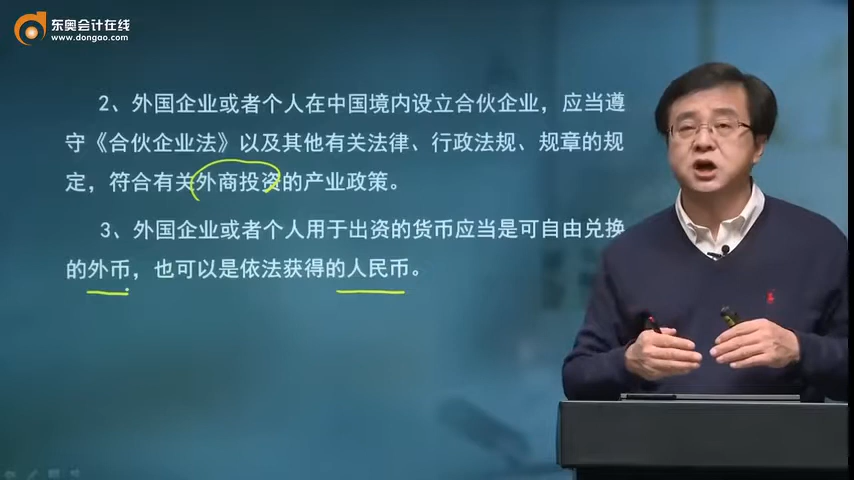 东奥会计在线
www.dongao.com
2、外国企业或者个人在中国境内设立合伙企业，应当遵
守《合伙企业法》以及其他有关法律、行政法规、规章的规
定，符合有关外商投资的产业政策。
3、外国企业或者个人用于出资的货币应当是可自由兑换
的外币，也可以是依法获得的人民币。